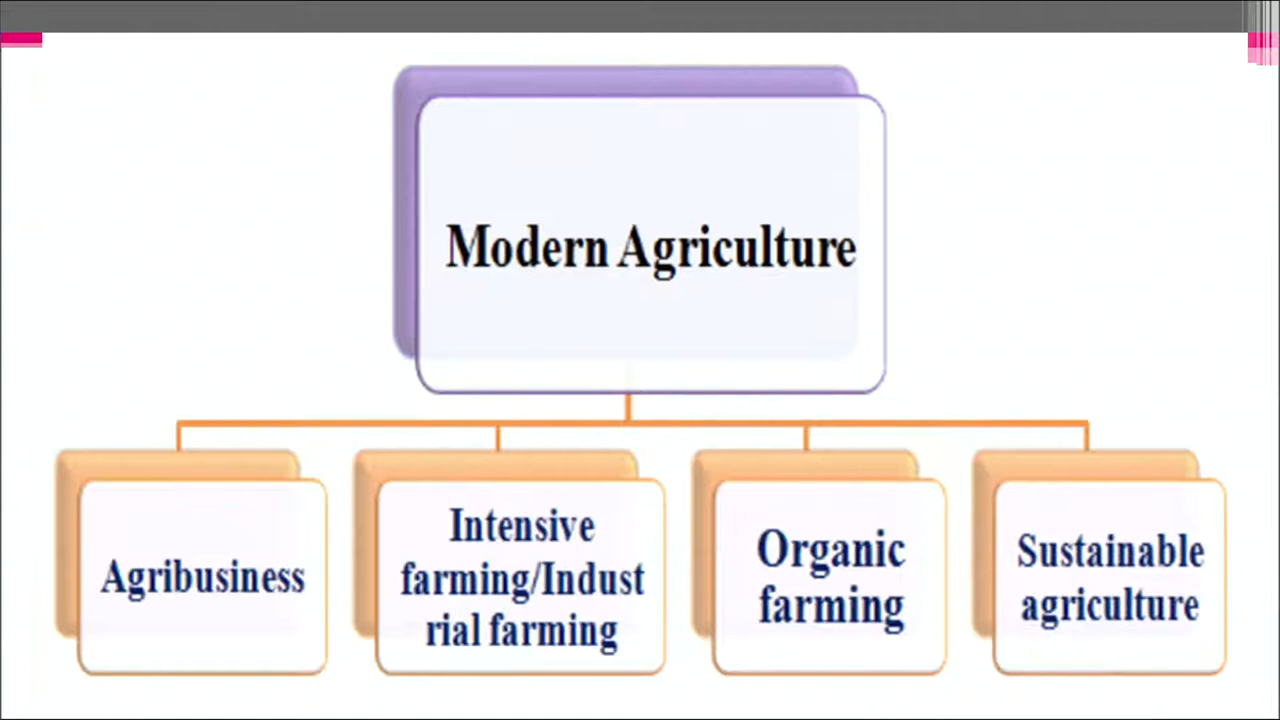 Modern Agriculture
Agribusiness
Intensive
farming/Indust
rial farming
Organic
farming
Sustainable
agriculture